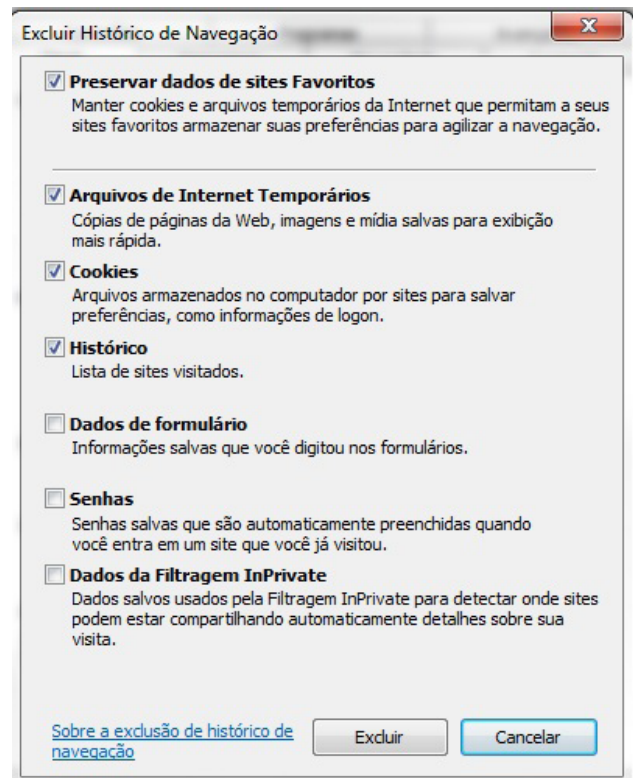 Excluir Histórico de Navegação
Preservar dados de sites Favoritos
Manter cookies e arquivos temporários da Internet que permitam a seus
sites favoritos armazenar suas preferências para agilizar a navegação.
Arquivos de Internet Temporários
Cópias de páginas da Web, imagens e mídia salvas para exibição
mais rápida.
Cookies
Arquivos armazenados no computador por sites para salvar
preferências, como informações de logon.
Histórico
Lista de sites visitados.
Dados de formulário
Informações salvas que você digitou nos formulários.
Senhas
Senhas salvas que são automaticamente preenchidas quando
você entra em um site que você já visitou.
Dados da Filtragem InPrivate
Dados salvos usados pela Filtragem InPrivate para detectar onde sites
podem estar compartilhando automaticamente detalhes sobre sua
visita.
Sobre a exclusão de histórico de
navegação
Excluir
Cancelar